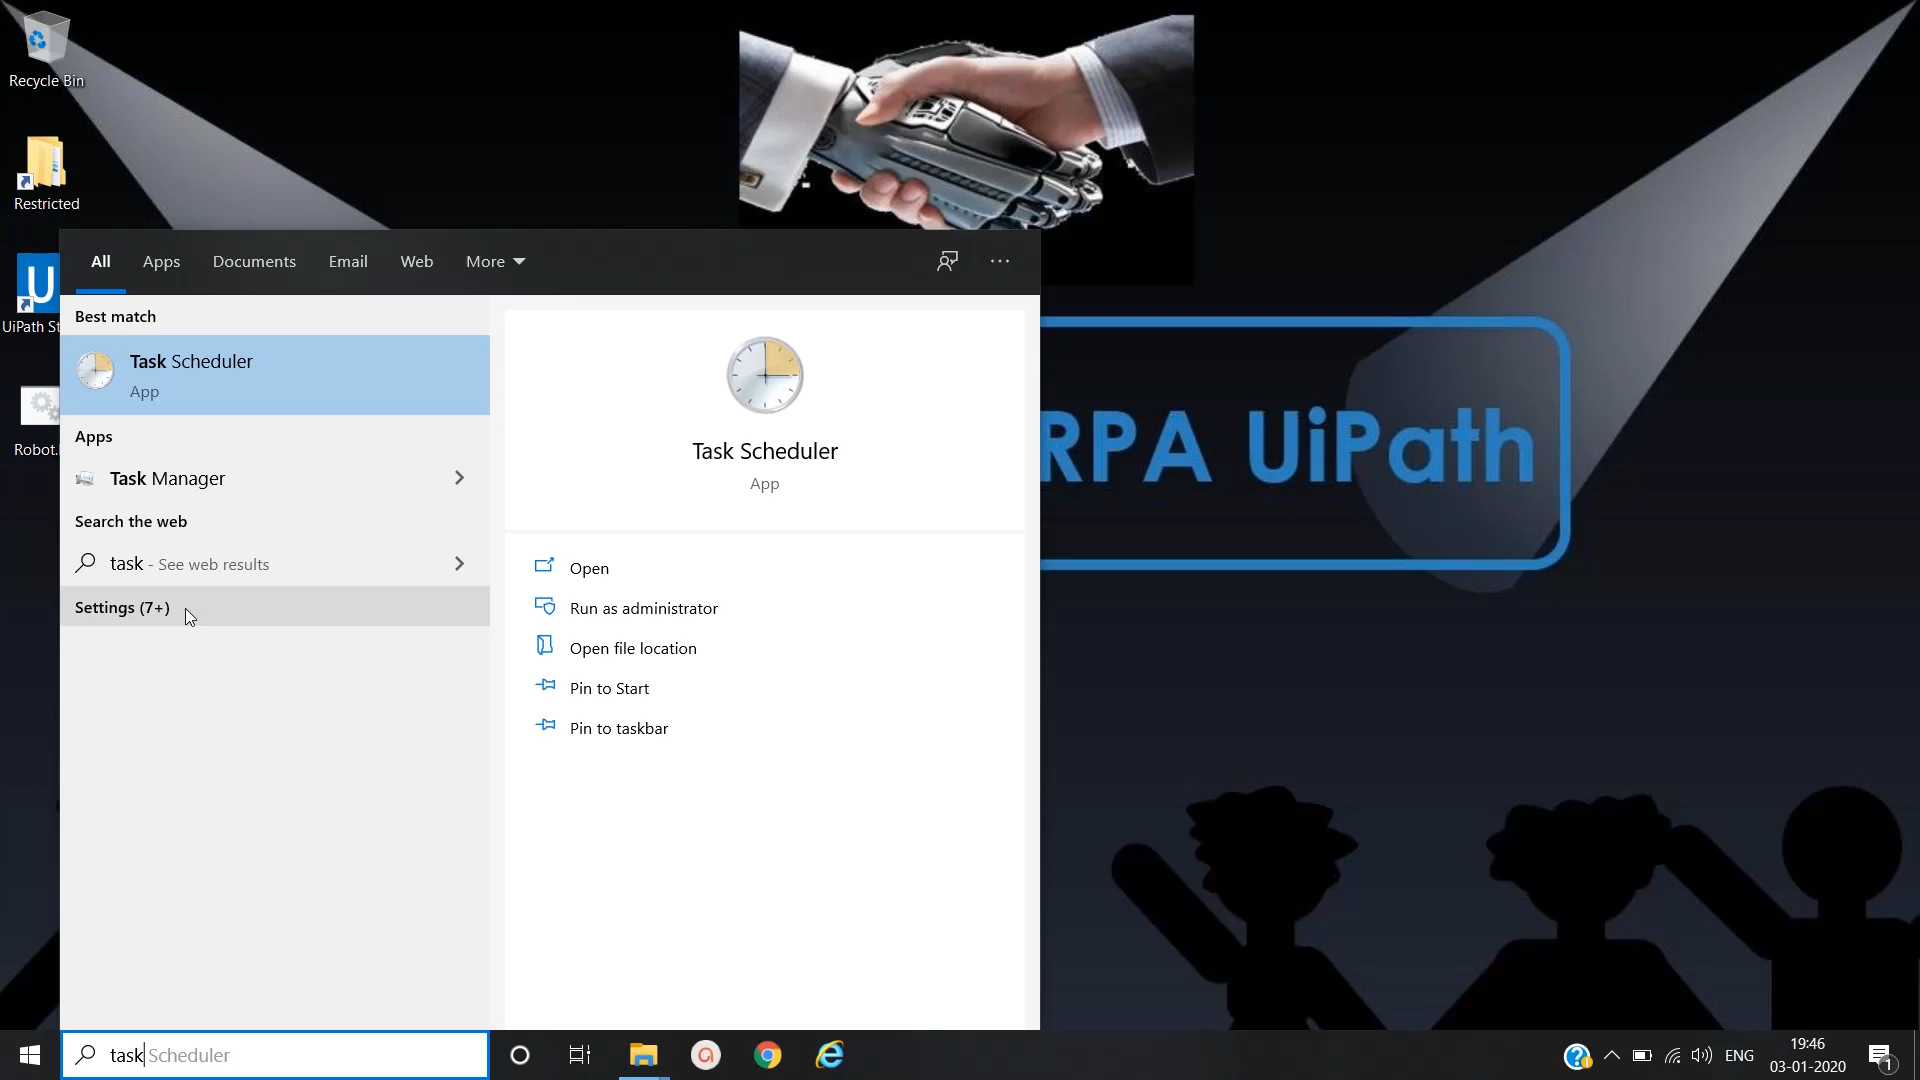 Recycle Bin
Restricted
UiPath St
Robot.
All Apps Documents Email Web More
Best match
Task Scheduler
App
Apps
Task Manager
Search the web
task - See web results
Settings (7+)
Task Scheduler
App
Open
Run as administrator
Open file location
Pin to Start
Pin to taskbar
RPA UiPath
task Scheduler
ENG
19:46
03-01-2020
1